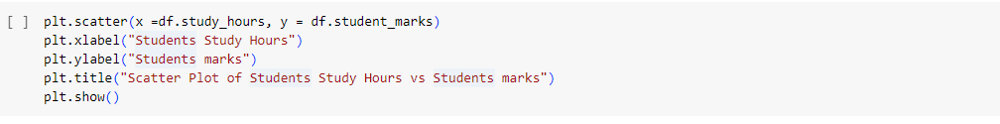 [ ] plt.scatter(x =df.study_hours, y = df.student_marks)
plt.xlabel("Students Study Hours")
plt.ylabel("Students marks")
plt.title("Scatter Plot of Students Study Hours vs Students marks")
plt.show()